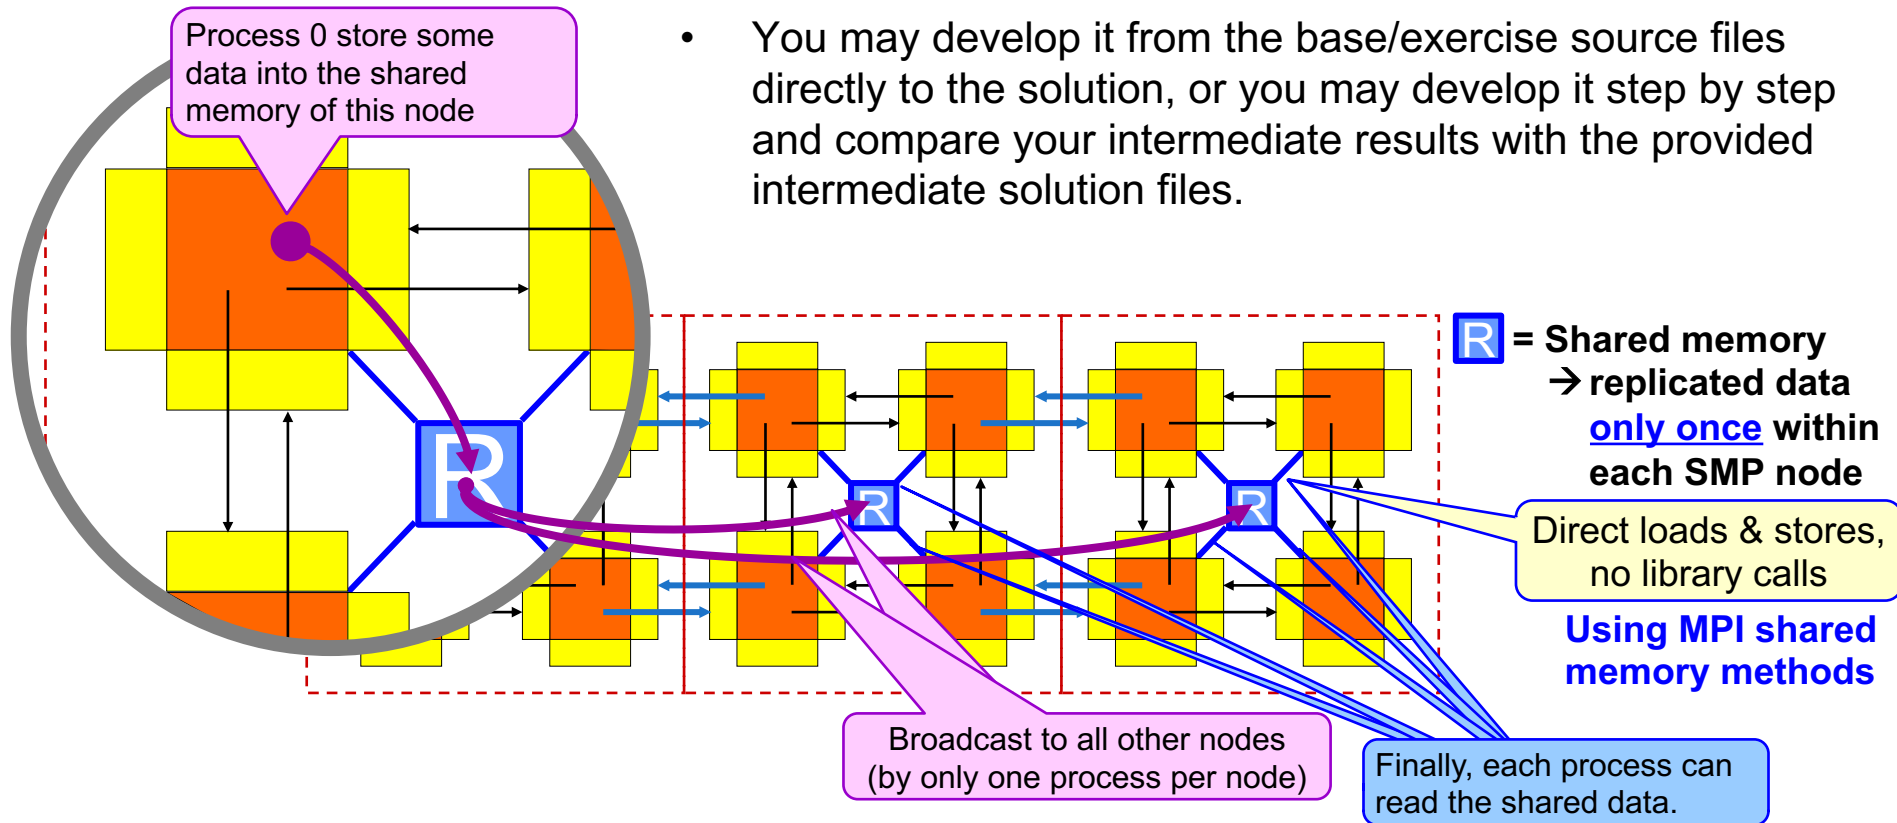 Process 0 store some
data into the shared
memory of this node
• You may develop it from the base/exercise source files
directly to the solution, or you may develop it step by step
and compare your intermediate results with the provided
intermediate solution files.
R
R
R
R = Shared memory
→ replicated data
only once within
each SMP node
Direct loads & stores,
no library calls
Using MPI shared
memory methods
Broadcast to all other nodes
(by only one process per node)
Finally, each process can
read the shared data.